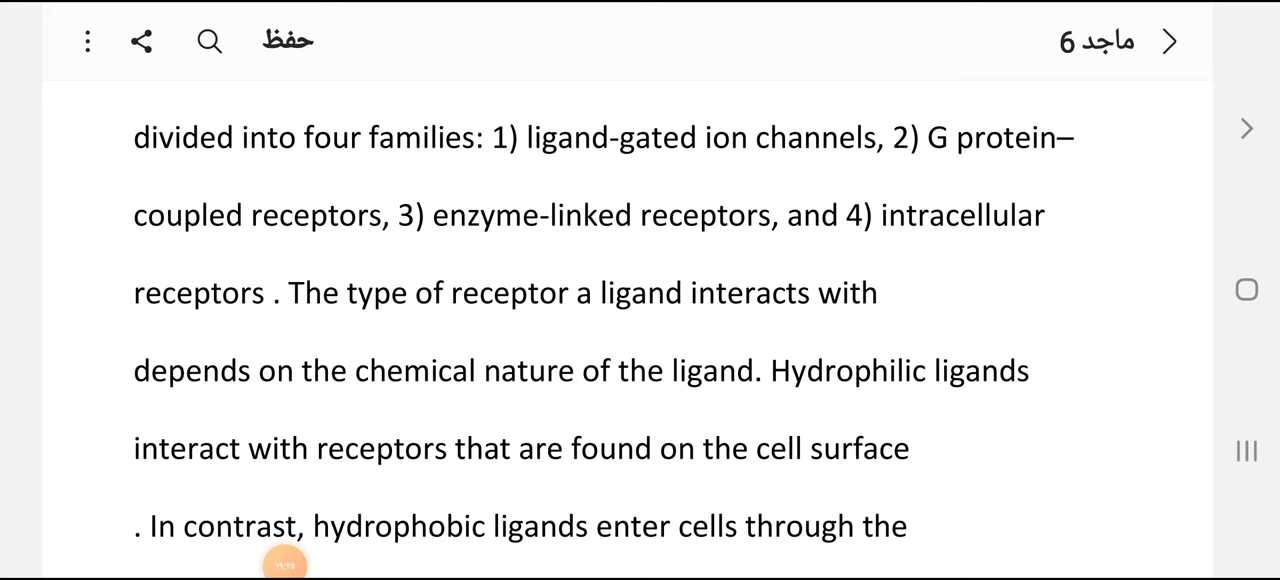 حفظ
ماجد 6
divided into four families: 1) ligand-gated ion channels, 2) G protein–
coupled receptors, 3) enzyme-linked receptors, and 4) intracellular
receptors . The type of receptor a ligand interacts with
depends on the chemical nature of the ligand. Hydrophilic ligands
interact with receptors that are found on the cell surface
. In contrast, hydrophobic ligands enter cells through the
١٩:٢٥